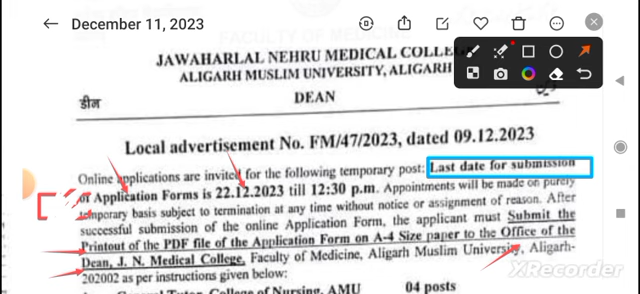 December 11, 2023
FACULTY OF MEDICINE
JAWAHARLAL NEHRU MEDICAL COLLEGE
ALIGARH MUSLIM UNIVERSITY, ALIGARH
डीन
DEAN
Local advertisement No. FM/47/2023, dated 09.12.2023
Online applications are invited for the following temporary post: Last date for submission
of Application Forms is 22.12.2023 till 12:30 p.m. Appointments will be made on purely
temporary basis subject to termination at any time without notice or assignment of reason. After
successful submission of the online Application Form, the applicant must Submit the
Printout of the PDF file of the Application Form on A-4 Size paper to the Office of the
Dean, J. N. Medical College, Faculty of Medicine, Aligarh Muslim University, Aligarh-
202002 as per instructions given below:
College of Nursing, AMU 04 posts
XRecorder